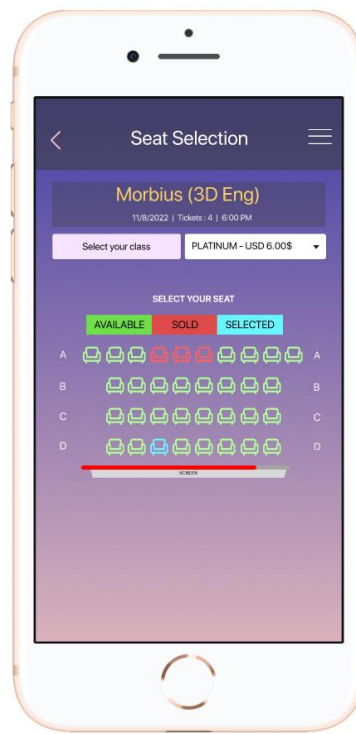 Seat Selection
Morbius (3D Eng)
11/8/2022 | Tickets : 4 | 6:00 PM
Select your class PLATINUM - USD 6.00$
SELECT YOUR SEAT
AVAILABLE SOLD SELECTED
A A
B B
C C
D D
SCREEN